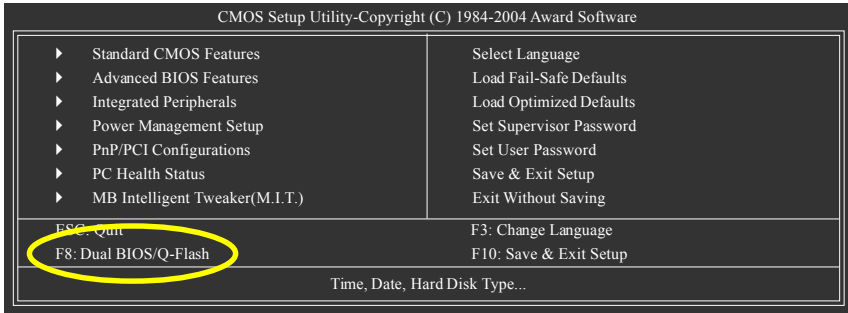 CMOS Setup Utility-Copyright (C) 1984-2004 Award Software
Standard CMOS Features
Advanced BIOS Features
Integrated Peripherals
Power Management Setup
PnP/PCI Configurations
PC Health Status
MB Intelligent Tweaker(M.I.T.)
Select Language
Load Fail-Safe Defaults
Load Optimized Defaults
Set Supervisor Password
Set User Password
Save & Exit Setup
Exit Without Saving
ESC: Quit
F3: Change Language
F8: Dual BIOS/Q-Flash
F10: Save & Exit Setup
Time, Date, Hard Disk Type...